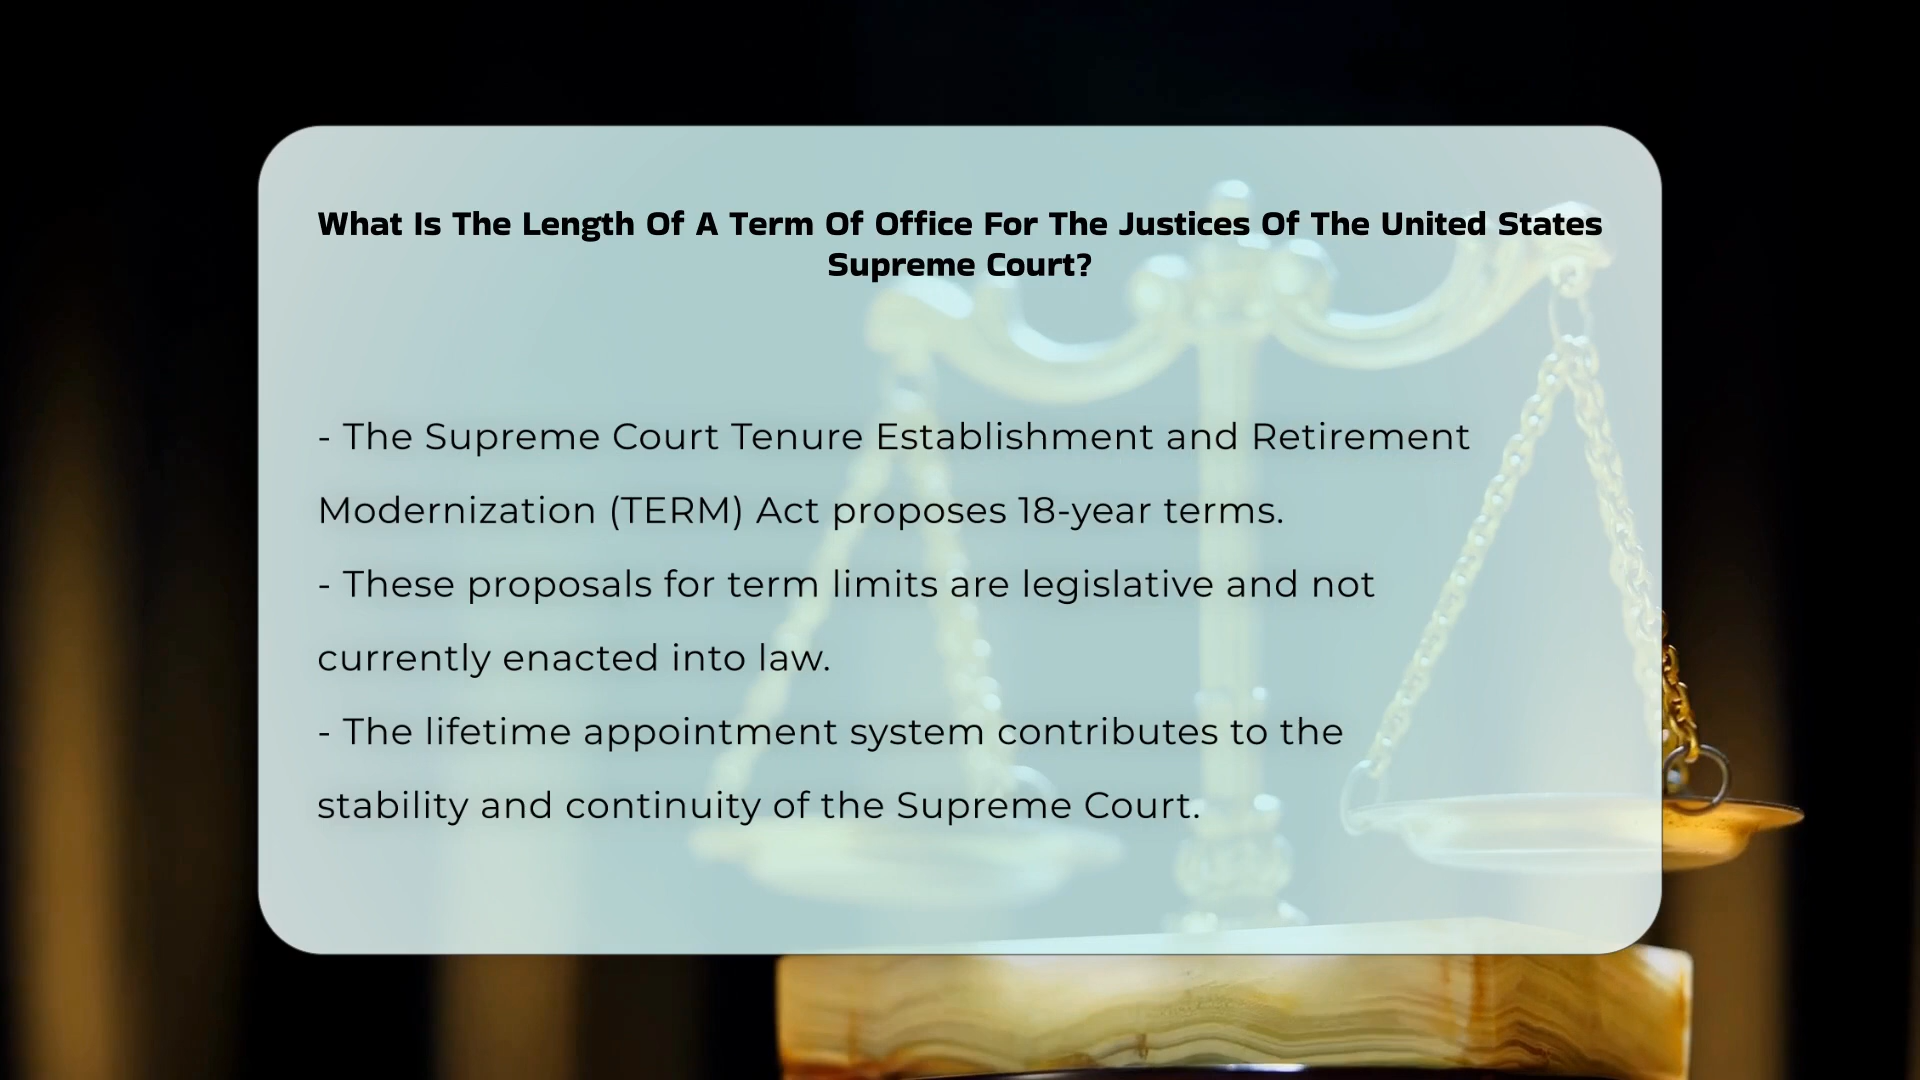 What Is The Length Of A Term Of Office For The Justices Of The United States
Supreme Court?
- The Supreme Court Tenure Establishment and Retirement
Modernization (TERM) Act proposes 18-year terms.
- These proposals for term limits are legislative and not
currently enacted into law.
- The lifetime appointment system contributes to the
stability and continuity of the Supreme Court.